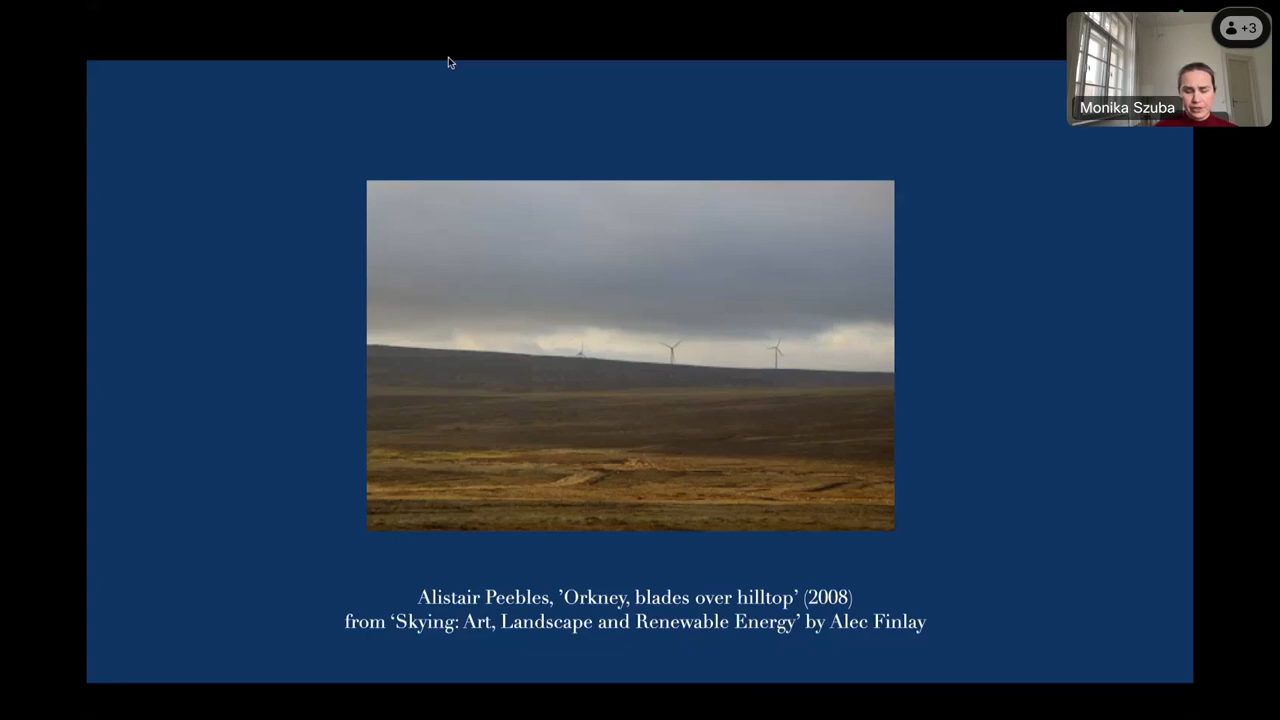 +3
Monika Szuba
Alistair Peebles, ’Orkney, blades over hilltop’ (2008)
from ‘Skying: Art, Landscape and Renewable Energy’ by Alec Finlay